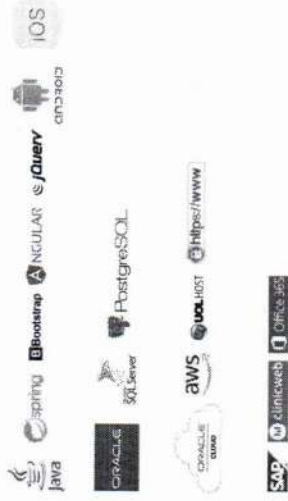 Java spring Bootstrap ANGULAR jQuery ANDROID iOS
ORACLE SQL Server PostgreSQL
ORACLE CLOUD aws UOL HOST https://www
SAP clinicweb Office 365